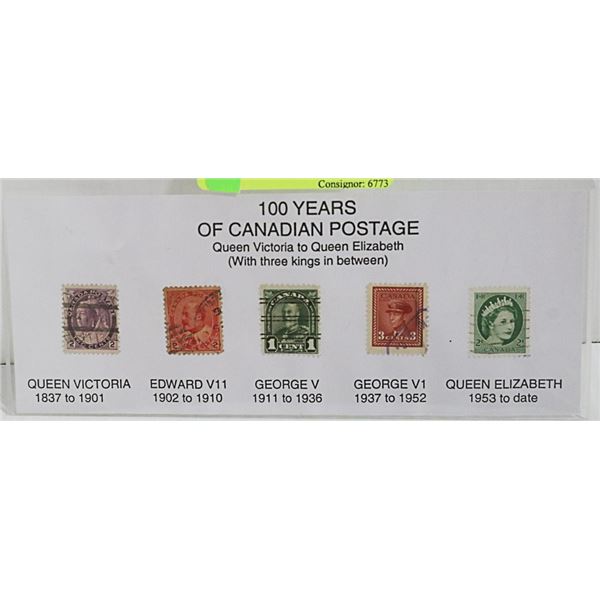 Consignor: 6773
100 YEARS
OF CANADIAN POSTAGE
Queen Victoria to Queen Elizabeth
(With three kings in between)
CANADA
1 CENT 1
CANADA
3 CENTS 3
2 2
CANADA
QUEEN VICTORIA EDWARD V11 GEORGE V GEORGE V1 QUEEN ELIZABETH
1837 to 1901 1902 to 1910 1911 to 1936 1937 to 1952 1953 to date